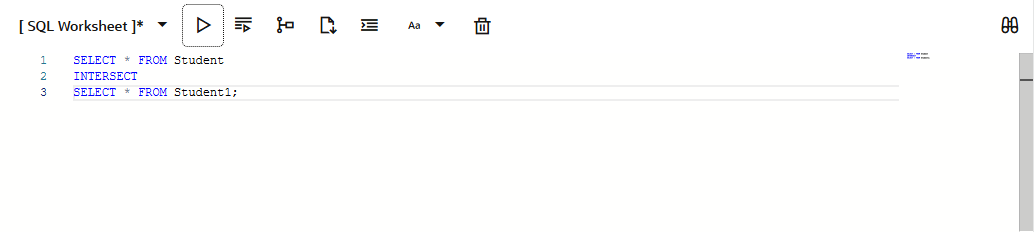 [ SQL Worksheet ]*
Aa
1 SELECT * FROM Student
2 INTERSECT
3 SELECT * FROM Student1;